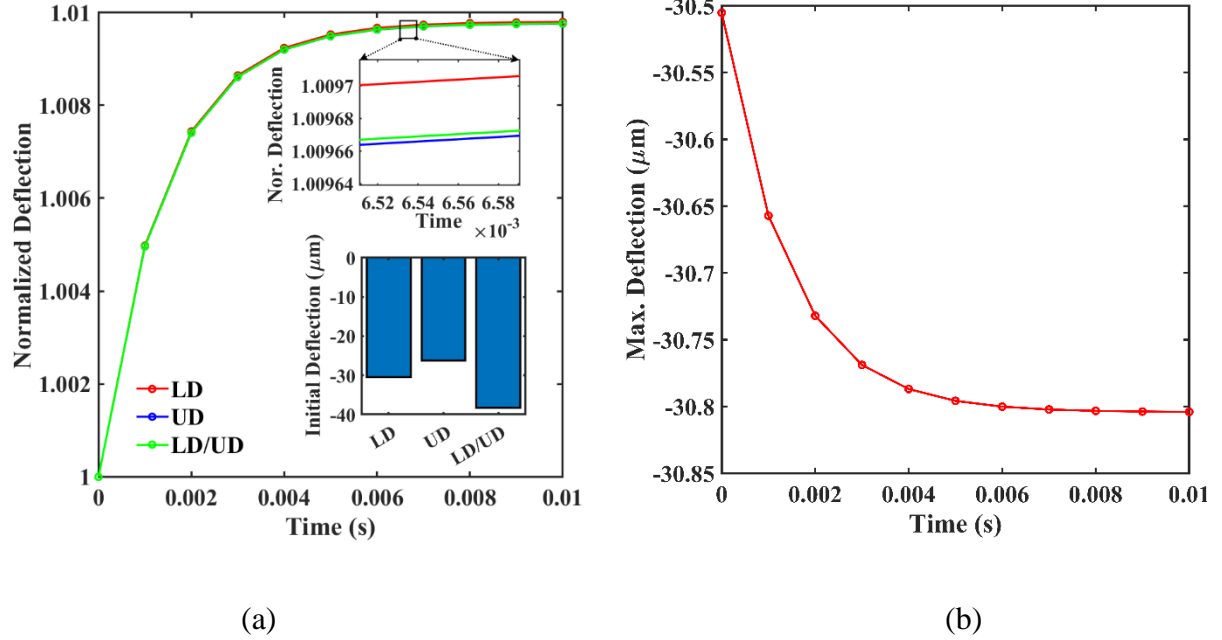 1.01
1.008
1.006
1.004
1.002
1
Normalized Deflection
0
0.002
0.004
0.006
0.008
0.01
Time (s)
LD
UD
LD/UD
1.0097
1.00968
1.00966
1.00964
Nor. Deflection
6.52
6.54
6.56
6.58
Time
×10-3
0
-10
-20
-30
-40
Initial Deflection (μm)
LD
UD
LD/UD
(a)
-30.5
-30.55
-30.6
-30.65
-30.7
-30.75
-30.8
-30.85
Max. Deflection (μm)
0
0.002
0.004
0.006
0.008
0.01
Time (s)
(b)